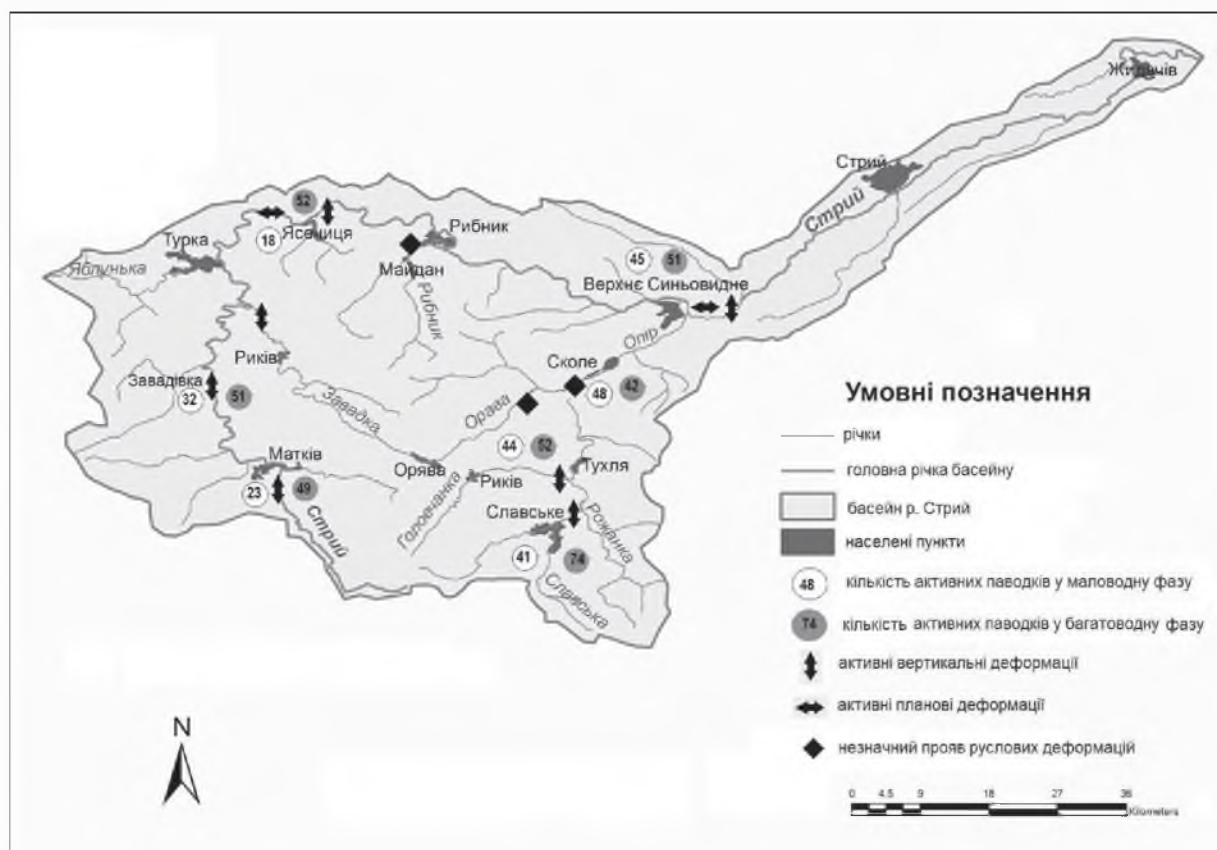 Жидачів
Стрий
Стрий
52
18
Ясениця
Турка
Яблунька
Рибник
Майдан
Рибник
45
51
Верхнє Синьовидне
Опір
Сколе
48
42
Риків
Завадівка
32
51
Завадка
Орава
44
52
Матків
23
49
Стрий
Орява
Головчанка
Риків
Тухля
Славське
Рожанка
41
74
Славська
Умовні позначення
річки
головна річка басейну
басейн р. Стрий
населені пункти
48 кількість активних паводків у маловодну фазу
74 кількість активних паводків у багатоводну фазу
активні вертикальні деформації
активні планові деформації
незначний прояв руслових деформацій
N
0 4.5 9 18 27 36
Kilometers